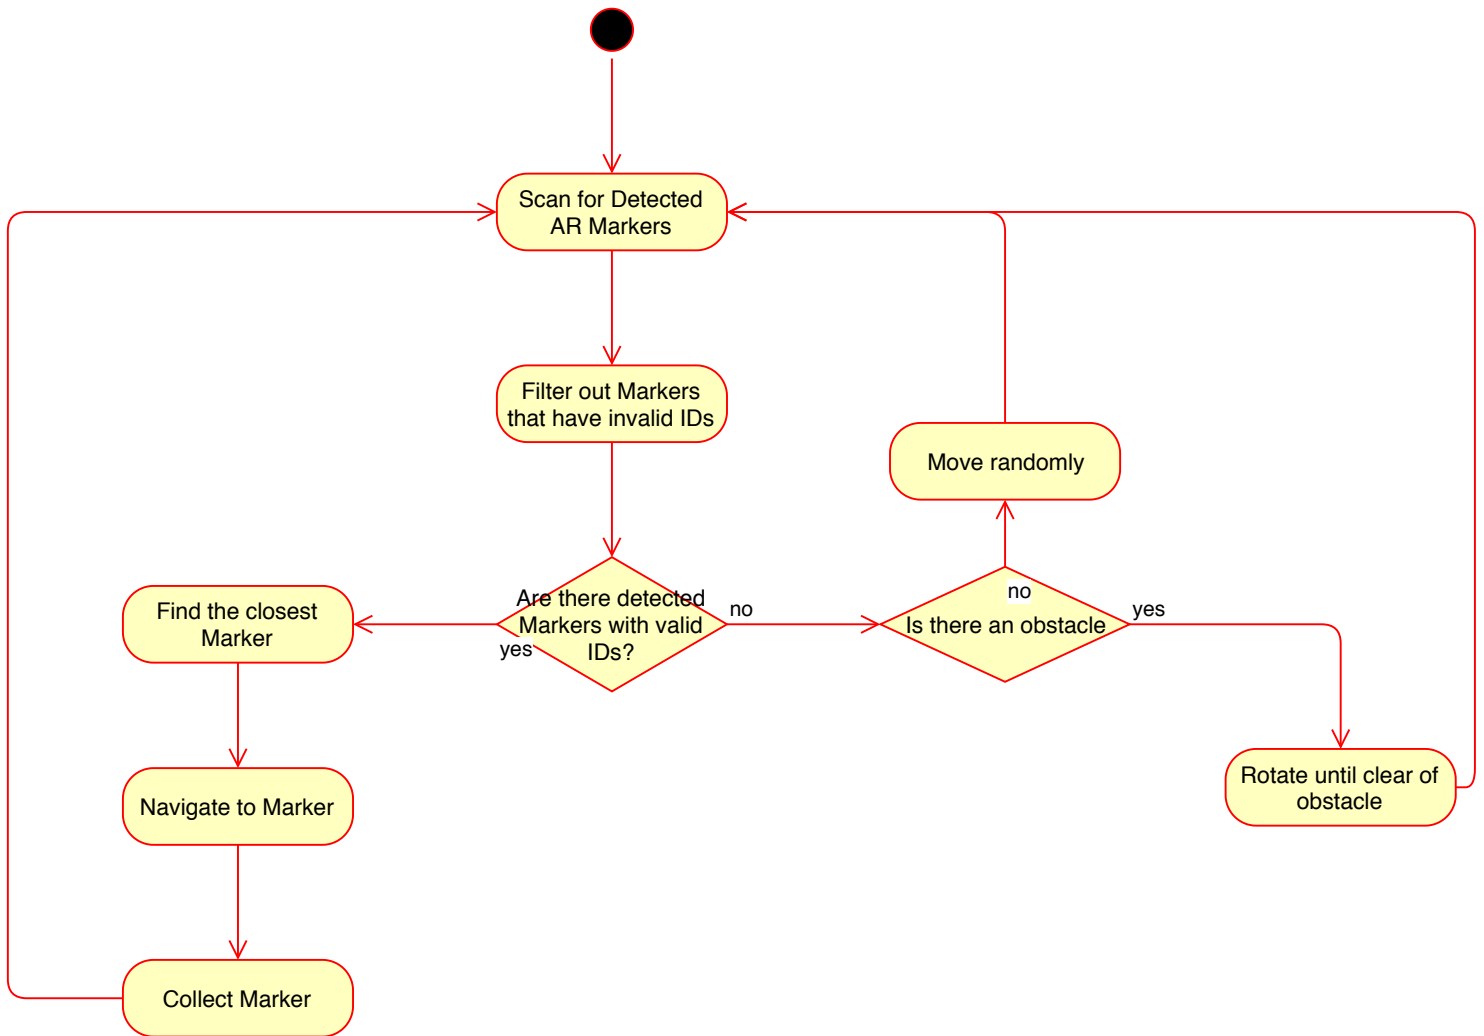 Scan for Detected
AR Markers
Filter out Markers
that have invalid IDs
Move randomly
Find the closest
Marker
Are there detected
Markers with valid
IDs?
yes
no
no
Is there an obstacle
yes
Navigate to Marker
Rotate until clear of
obstacle
Collect Marker